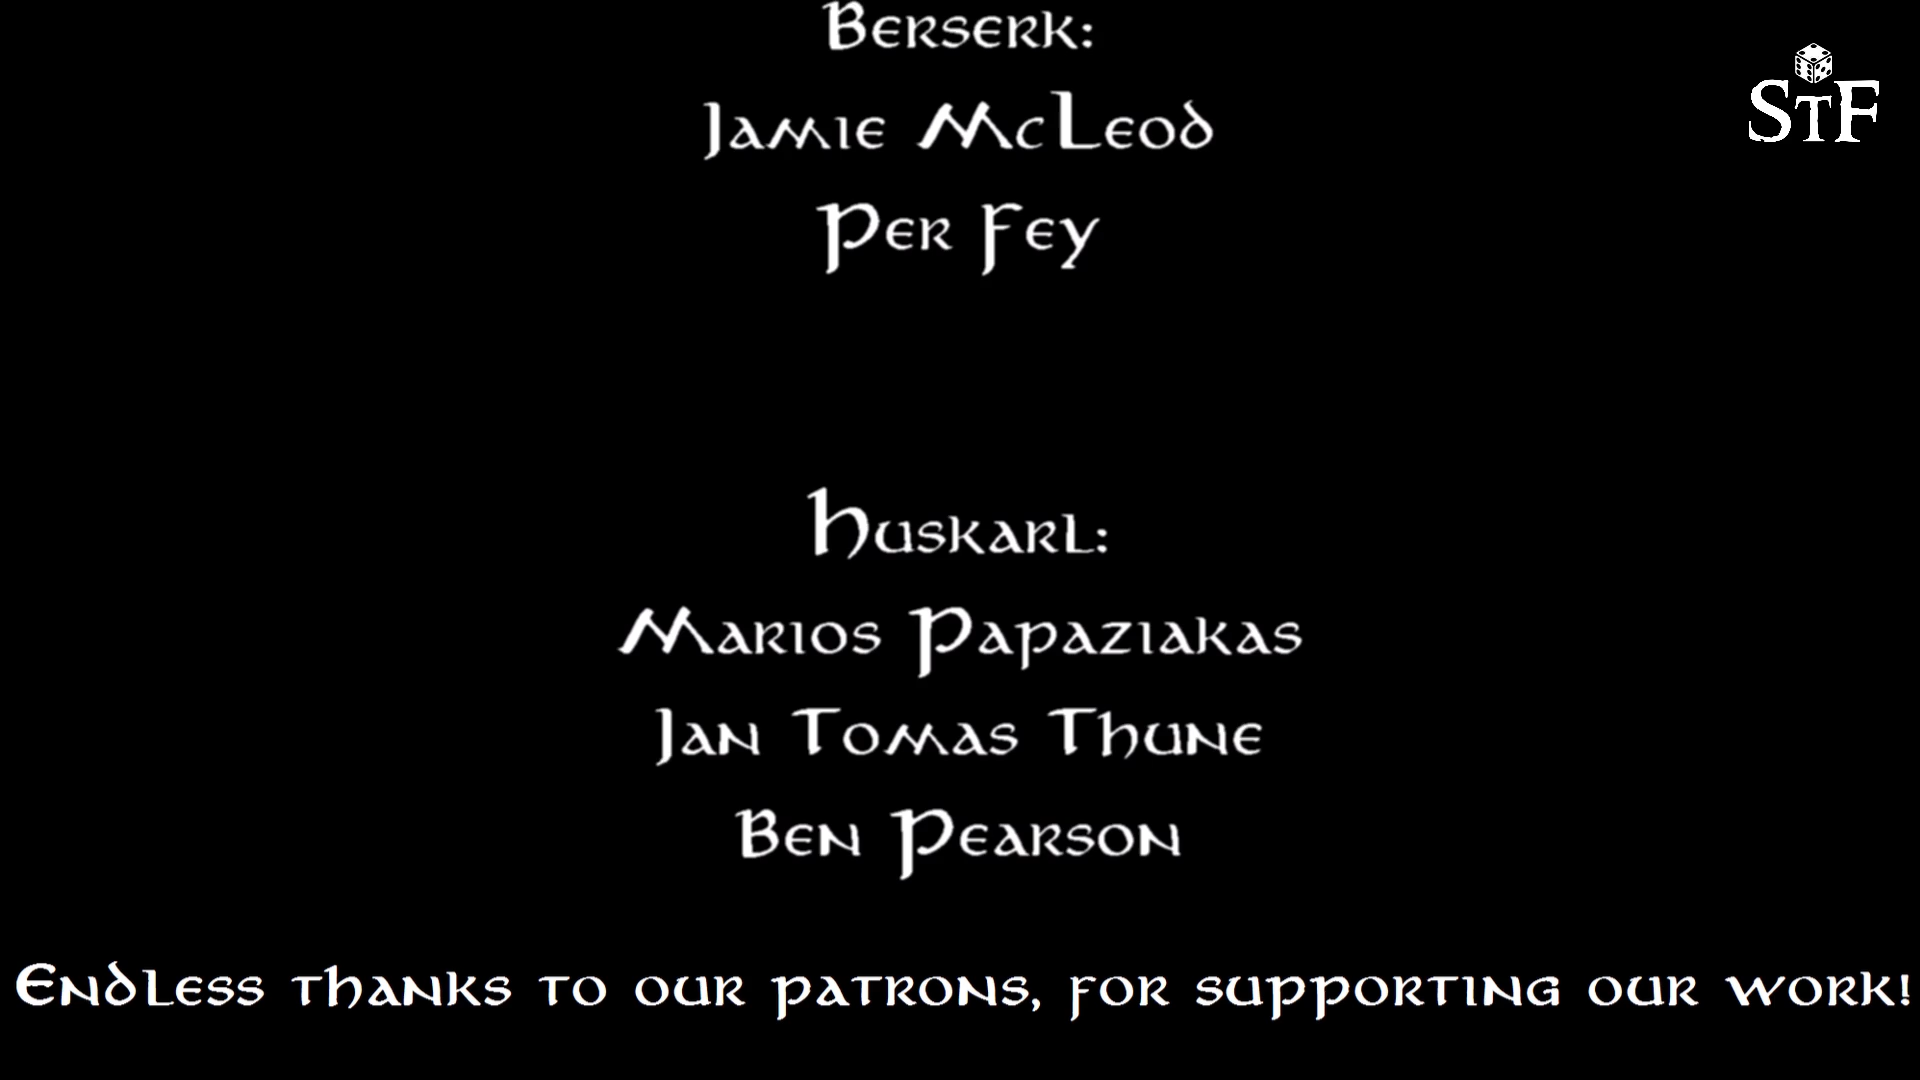 Berserk:
Jamie McLeod
Per Fey
StF
Huskarl:
Marios Papaziakas
Jan Tomas Thune
Ben Pearson
Endless thanks to our patrons, for supporting our work!